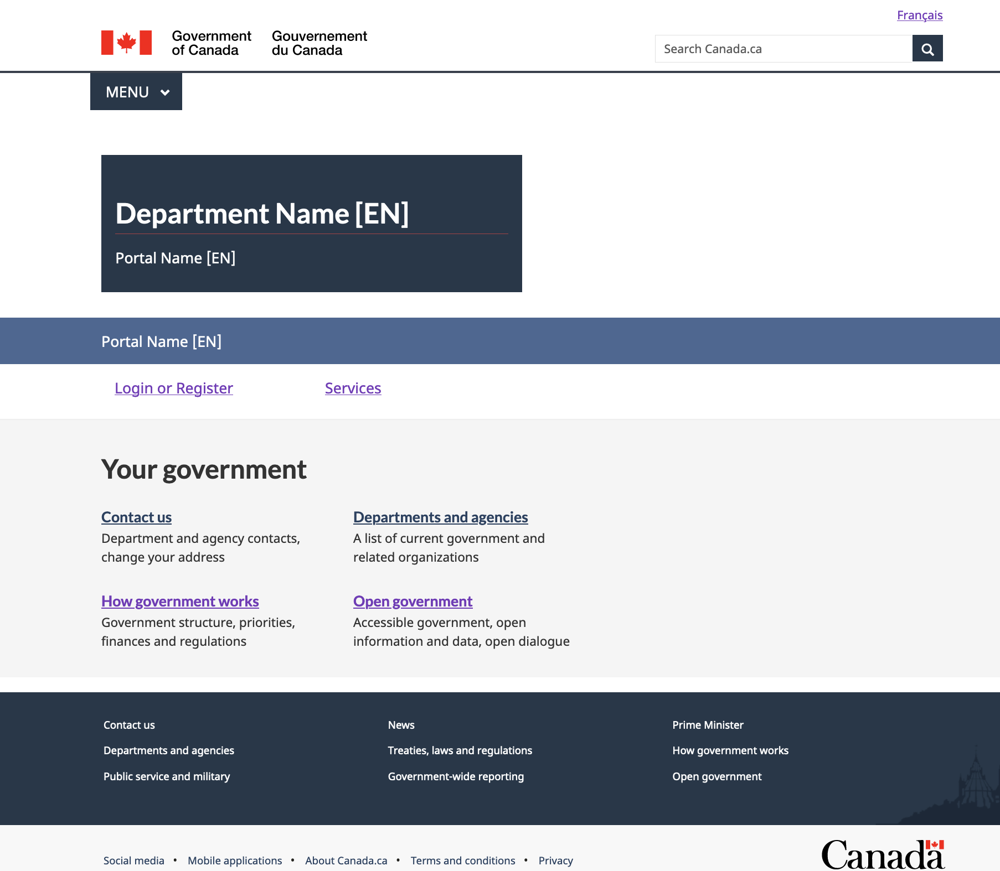 Français
Government of Canada
Gouvernement du Canada
Search Canada.ca
MENU
Department Name [EN]
Portal Name [EN]
Portal Name [EN]
Login or Register
Services
Your government
Contact us
Department and agency contacts,
change your address
Departments and agencies
A list of current government and
related organizations
How government works
Government structure, priorities,
finances and regulations
Open government
Accessible government, open
information and data, open dialogue
Contact us
News
Prime Minister
Departments and agencies
Treaties, laws and regulations
How government works
Public service and military
Government-wide reporting
Open government
Social media • Mobile applications • About Canada.ca • Terms and conditions • Privacy
Canada